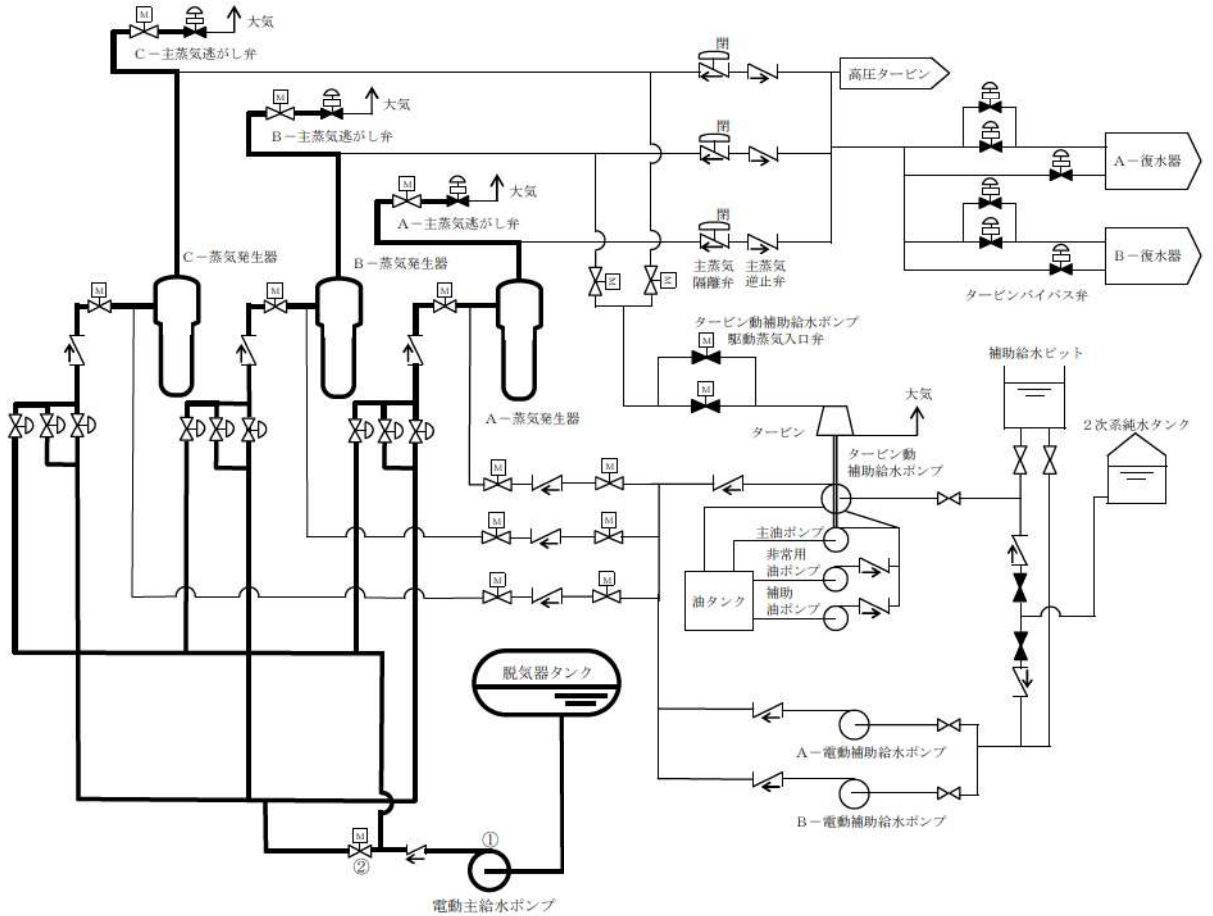 M
大気
C－主蒸気逃がし弁
閉
高圧タービン
M
大気
B－主蒸気逃がし弁
閉
A－復水器
M
大気
A－主蒸気逃がし弁
閉
B－復水器
主蒸気
隔離弁
主蒸気
逆止弁
タービンバイパス弁
C－蒸気発生器
B－蒸気発生器
M
M
M
M
M
タービン動補助給水ポンプ
駆動蒸気入口弁
M
M
補助給水ピット
大気
2次系純水タンク
A－蒸気発生器
タービン
タービン動
補助給水ポンプ
M
M
M
M
主油ポンプ
非常用
油ポンプ
補助
油ポンプ
油タンク
M
M
脱気器タンク
A－電動補助給水ポンプ
B－電動補助給水ポンプ
M
①
②
電動主給水ポンプ